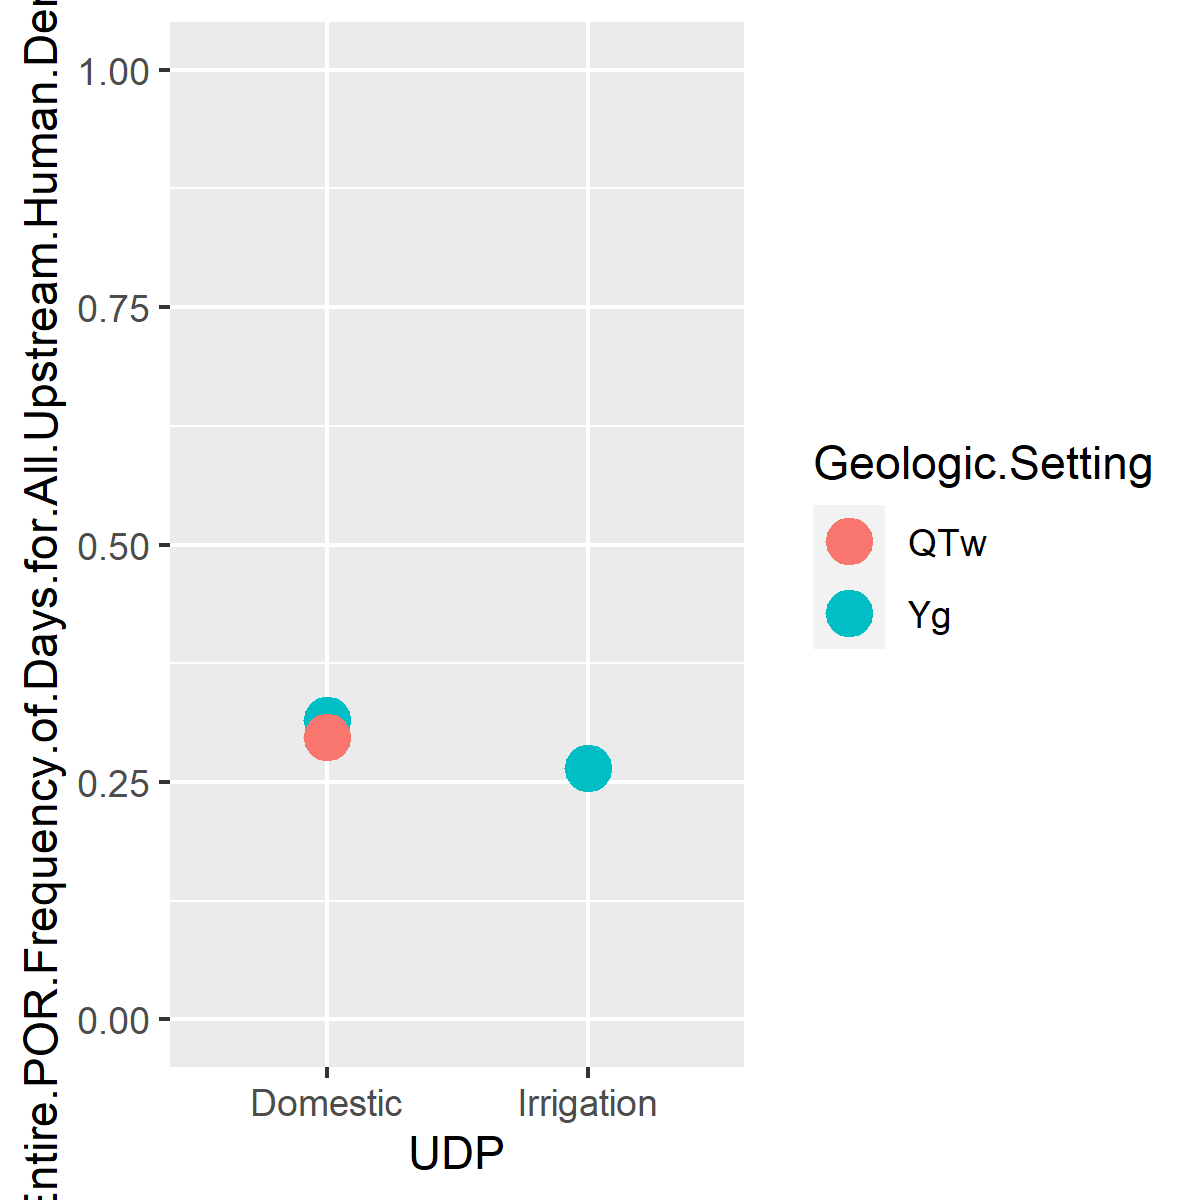 Entire.POR.Frequency.of.Days.for.All.Upstream.Human.Der
1.00
0.75
0.50
0.25
0.00
Domestic
Irrigation
UDP
Geologic.Setting
QTw
Yg